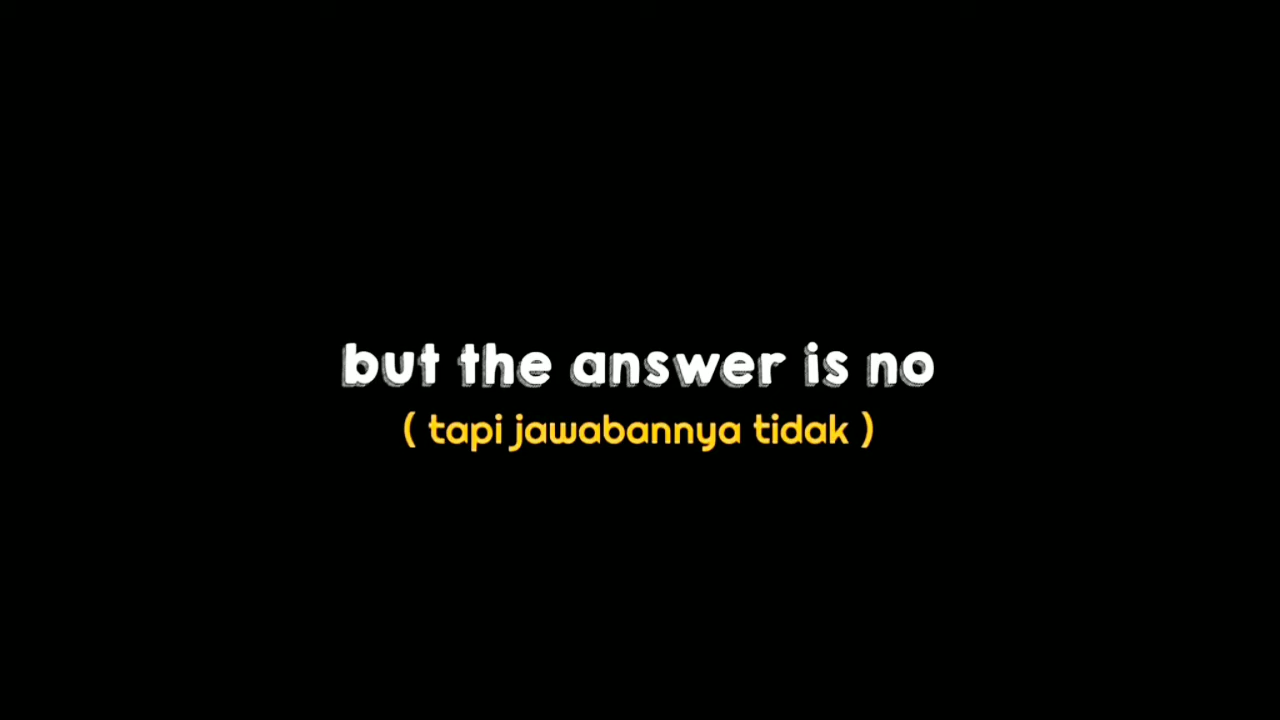 but the answer is no
( tapi jawabannya tidak )